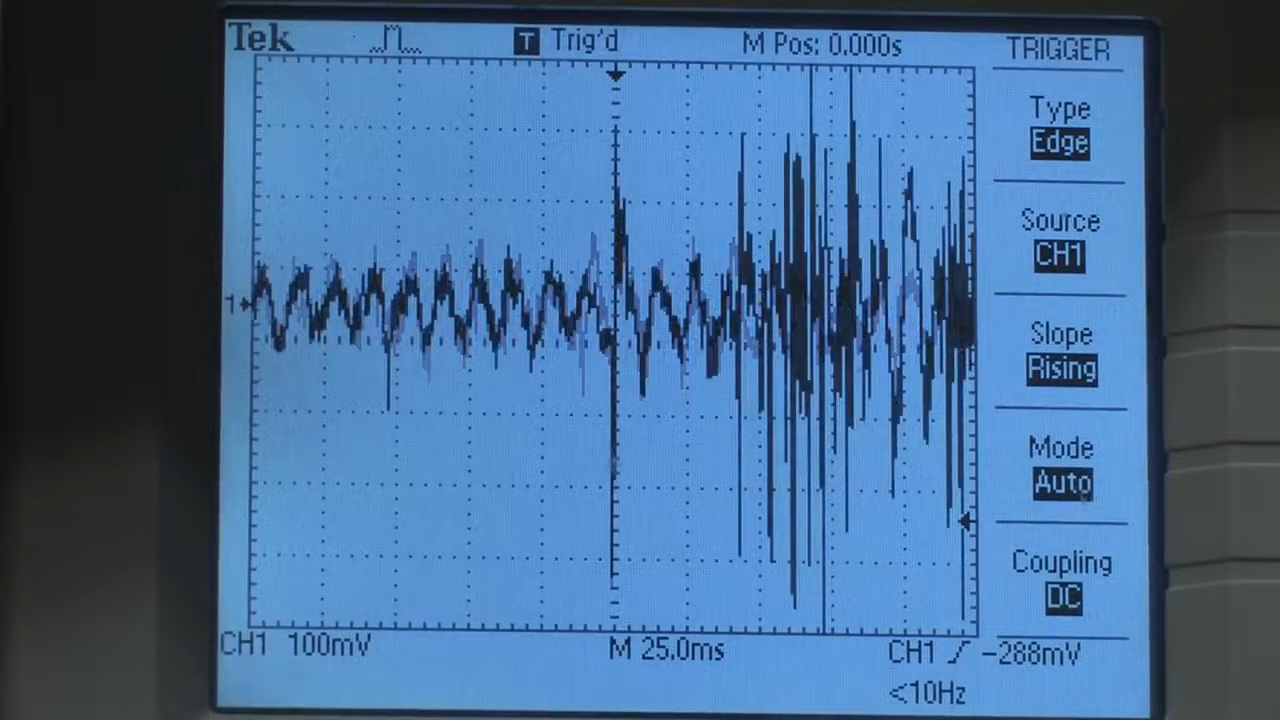 Tek
T Trig'd
M Pos: 0.000s
TRIGGER
Type
Edge
Source
CH1
Slope
Rising
Mode
Auto
Coupling
DC
1
CH1 100mV
M 25.0ms
CH1 -288mV
<10Hz